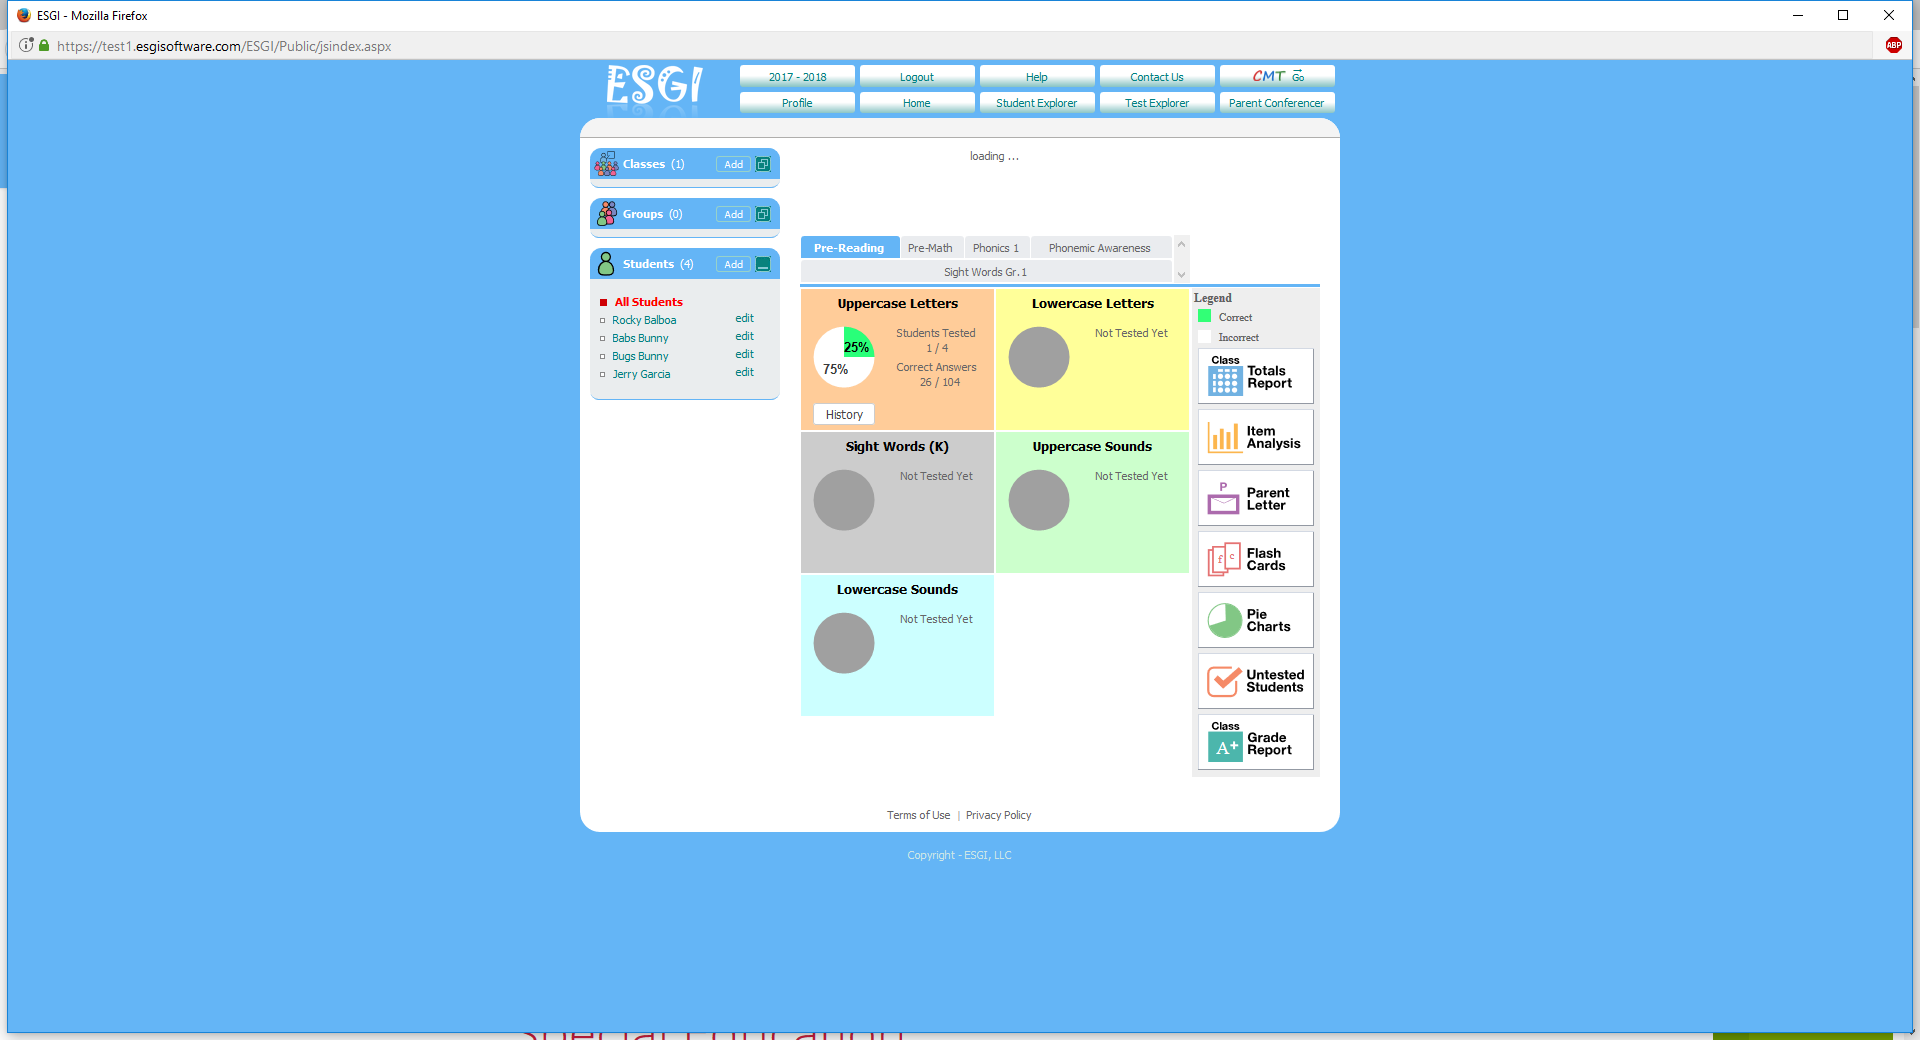 ESGI - Mozilla Firefox
https://test1.esgisoftware.com/ESGI/Public/jsindex.aspx
ABP
ESGI
2017 - 2018
Logout
Help
Contact Us
CMT Go
Profile
Home
Student Explorer
Test Explorer
Parent Conferencer
Classes (1)
Add
Groups (0)
Add
Students (4)
Add
All Students
Rocky Balboa edit
Babs Bunny edit
Bugs Bunny edit
Jerry Garcia edit
loading ...
Pre-Reading
Pre-Math
Phonics 1
Phonemic Awareness
Sight Words Gr.1
Uppercase Letters
25%
75%
Students Tested
1 / 4
Correct Answers
26 / 104
History
Lowercase Letters
Not Tested Yet
Sight Words (K)
Not Tested Yet
Uppercase Sounds
Not Tested Yet
Lowercase Sounds
Not Tested Yet
Legend
Correct
Incorrect
Class
Totals
Report
Item
Analysis
P
Parent
Letter
f c
Flash
Cards
Pie
Charts
Untested
Students
Class
A+
Grade
Report
Terms of Use | Privacy Policy
Copyright - ESGI, LLC
Special Education